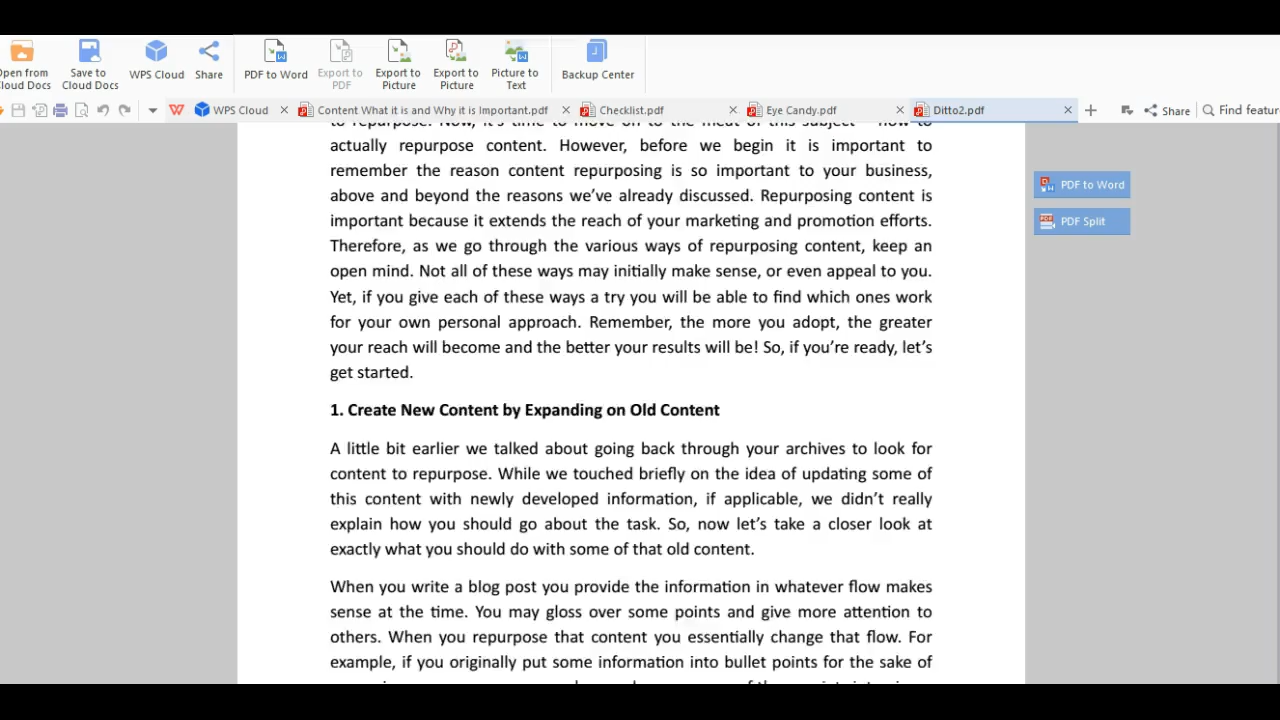 Open from
Cloud Docs
Save to
Cloud Docs
WPS Cloud
Share
PDF to Word
Export to
PDF
Export to
Picture
Export to
Picture
Picture to
Text
Backup Center
WPS Cloud
Content What it is and Why it is Important.pdf
Checklist.pdf
Eye Candy.pdf
Ditto2.pdf
Share
Find featur
to repurpose. Now, it's time to move on to the meat of this subject – how to
actually repurpose content. However, before we begin it is important to
remember the reason content repurposing is so important to your business,
above and beyond the reasons we've already discussed. Repurposing content is
important because it extends the reach of your marketing and promotion efforts.
Therefore, as we go through the various ways of repurposing content, keep an
open mind. Not all of these ways may initially make sense, or even appeal to you.
Yet, if you give each of these ways a try you will be able to find which ones work
for your own personal approach. Remember, the more you adopt, the greater
your reach will become and the better your results will be! So, if you're ready, let's
get started.
1. Create New Content by Expanding on Old Content
A little bit earlier we talked about going back through your archives to look for
content to repurpose. While we touched briefly on the idea of updating some of
this content with newly developed information, if applicable, we didn't really
explain how you should go about the task. So, now let's take a closer look at
exactly what you should do with some of that old content.
When you write a blog post you provide the information in whatever flow makes
sense at the time. You may gloss over some points and give more attention to
others. When you repurpose that content you essentially change that flow. For
example, if you originally put some information into bullet points for the sake of
PDF to Word
PDF Split